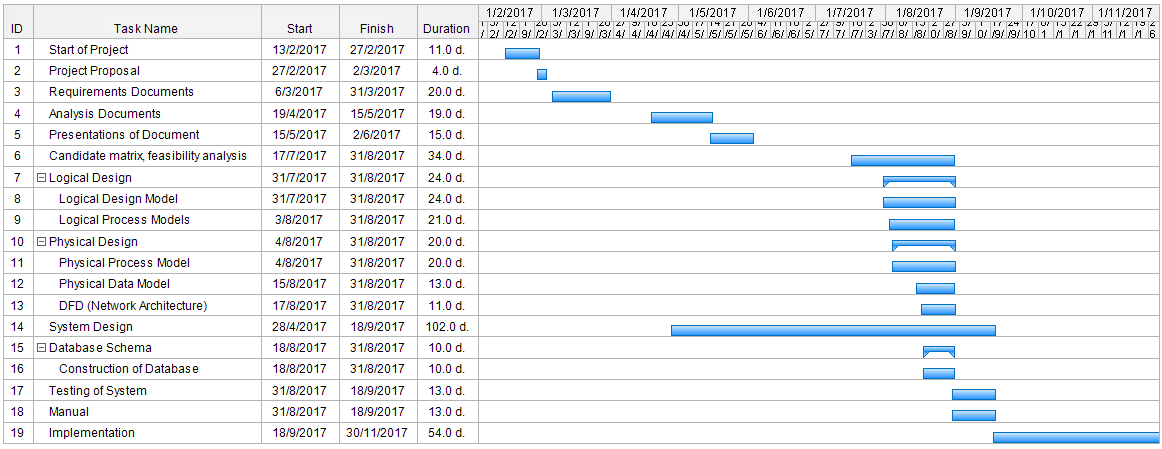 1/2/2017 1/3/2017 1/4/2017 1/5/2017 1/6/2017 1/7/2017 1/8/2017 1/9/2017 1/10/2017 1/11/2017
ID Task Name Start Finish Duration
1 Start of Project 13/2/2017 27/2/2017 11.0 d.
2 Project Proposal 27/2/2017 2/3/2017 4.0 d.
3 Requirements Documents 6/3/2017 31/3/2017 20.0 d.
4 Analysis Documents 19/4/2017 15/5/2017 19.0 d.
5 Presentations of Document 15/5/2017 2/6/2017 15.0 d.
6 Candidate matrix, feasibility analysis 17/7/2017 31/8/2017 34.0 d.
7 Logical Design 31/7/2017 31/8/2017 24.0 d.
8 Logical Design Model 31/7/2017 31/8/2017 24.0 d.
9 Logical Process Models 3/8/2017 31/8/2017 21.0 d.
10 Physical Design 4/8/2017 31/8/2017 20.0 d.
11 Physical Process Model 4/8/2017 31/8/2017 20.0 d.
12 Physical Data Model 15/8/2017 31/8/2017 13.0 d.
13 DFD (Network Architecture) 17/8/2017 31/8/2017 11.0 d.
14 System Design 28/4/2017 18/9/2017 102.0 d.
15 Database Schema 18/8/2017 31/8/2017 10.0 d.
16 Construction of Database 18/8/2017 31/8/2017 10.0 d.
17 Testing of System 31/8/2017 18/9/2017 13.0 d.
18 Manual 31/8/2017 18/9/2017 13.0 d.
19 Implementation 18/9/2017 30/11/2017 54.0 d.